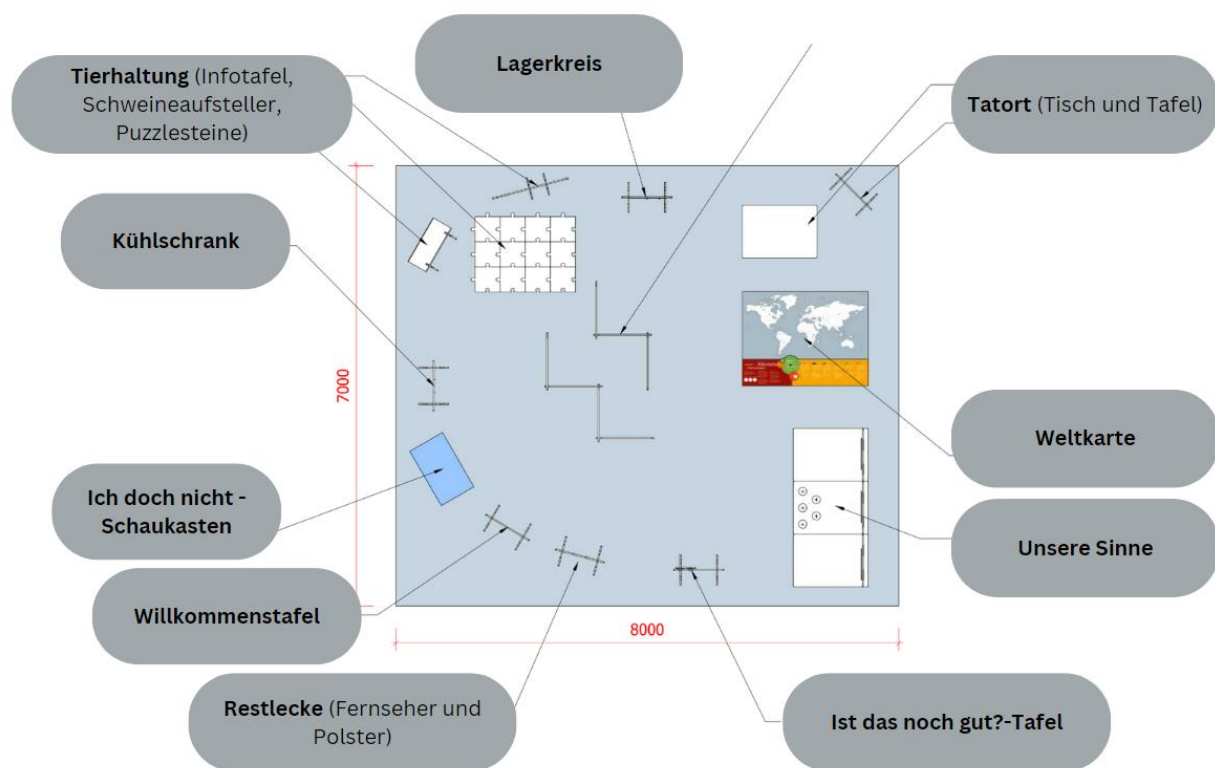 Lagerkreis
Tierhaltung (Infotafel,
Schweineaufsteller,
Puzzlesteine)
Tatort (Tisch und Tafel)
Kühlschrank
7000
Weltkarte
Ich doch nicht -
Schaukasten
Unsere Sinne
Willkommenstafel
8000
Restlecke (Fernseher und
Polster)
Ist das noch gut?-Tafel